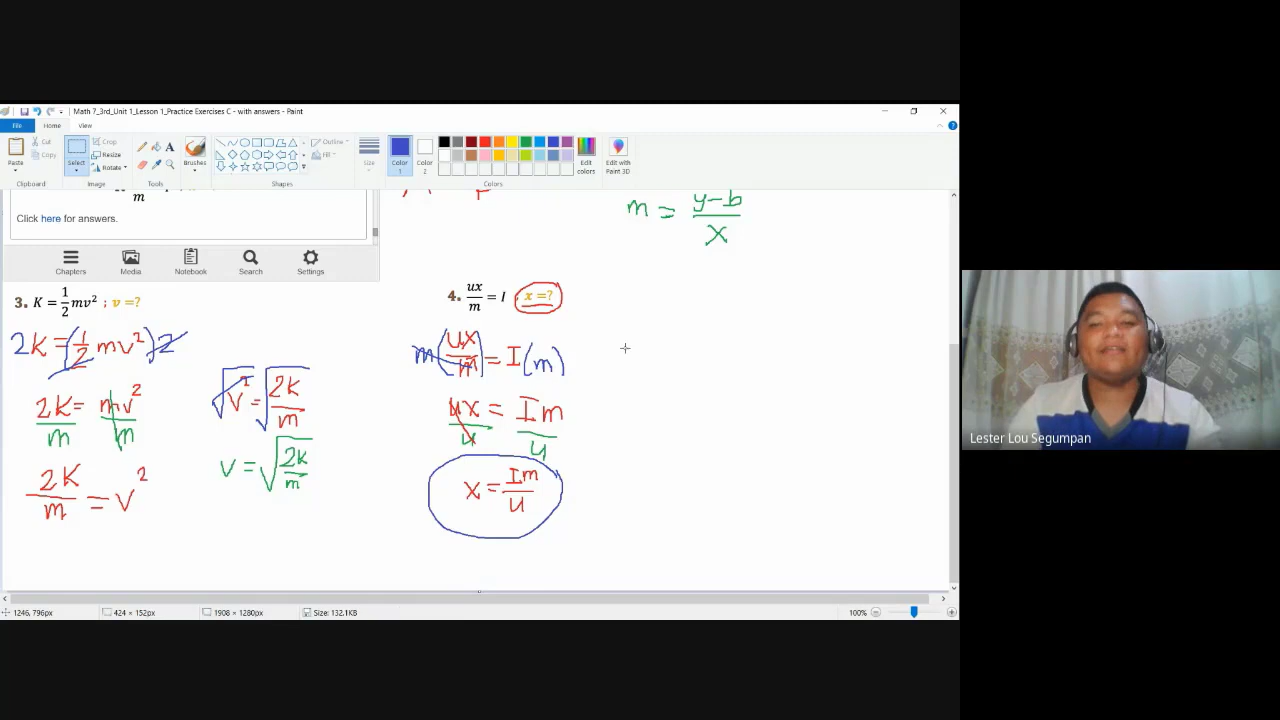 Math 7_3rd_Unit 1_Lesson 1_Practice Exercises C - with answers - Paint
File Home View
Paste
Cut
Copy
Clipboard
Select
Crop
Resize
Rotate
Image
Tools
Brushes
Outline
Fill
Shapes
Size
Color 1
Color 2
Edit colors
Edit with Paint 3D
Colors
m
Click here for answers.
Chapters Media Notebook Search Settings
m = y-b / x
3. K = 1/2 mv² ; v =?
2K = (1/2 mv²) 2
2K/m = mv²/m
2K/m = v²
√v² = √2K/m
v = √2K/m
4. ux/m = I x =?
m(ux/m) = I(m)
ux/u = Im/u
x = Im/u
Lester Lou Segumpan
1246, 796px 424 × 152px 1908 × 1280px Size: 132.1KB 100%